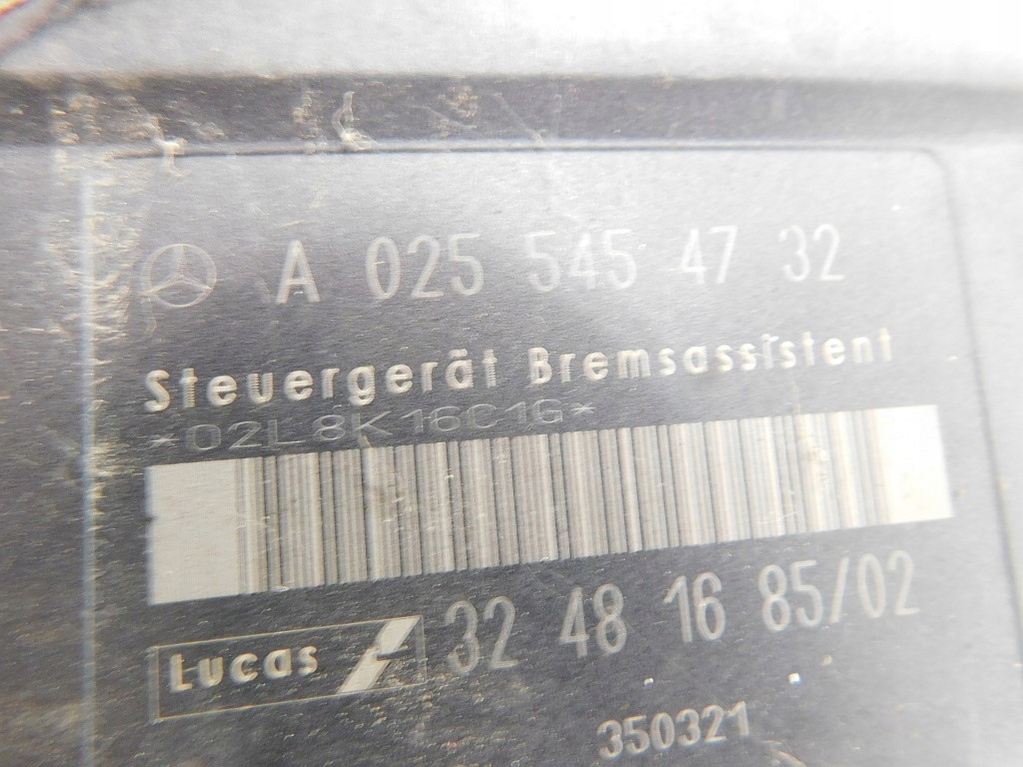 A 025 545 47 32
Steuergerät Bremsassistent
*02L8K16C1G*
Lucas 32 48 16 85/02
350321